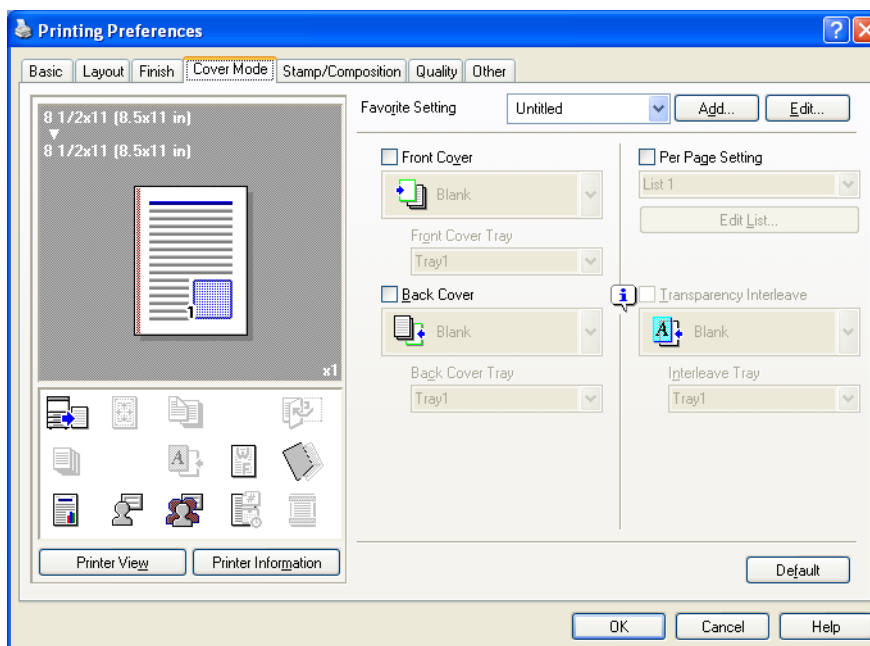 Printing Preferences
Basic Layout Finish Cover Mode Stamp/Composition Quality Other
8 1/2x11 (8.5x11 in)
8 1/2x11 (8.5x11 in)
1
x1
Printer View Printer Information
Favorite Setting Untitled Add... Edit...
Front Cover
Blank
Front Cover Tray
Tray1
Back Cover
Blank
Back Cover Tray
Tray1
Per Page Setting
List 1
Edit List...
Transparency Interleave
Blank
Interleave Tray
Tray1
Default
OK Cancel Help